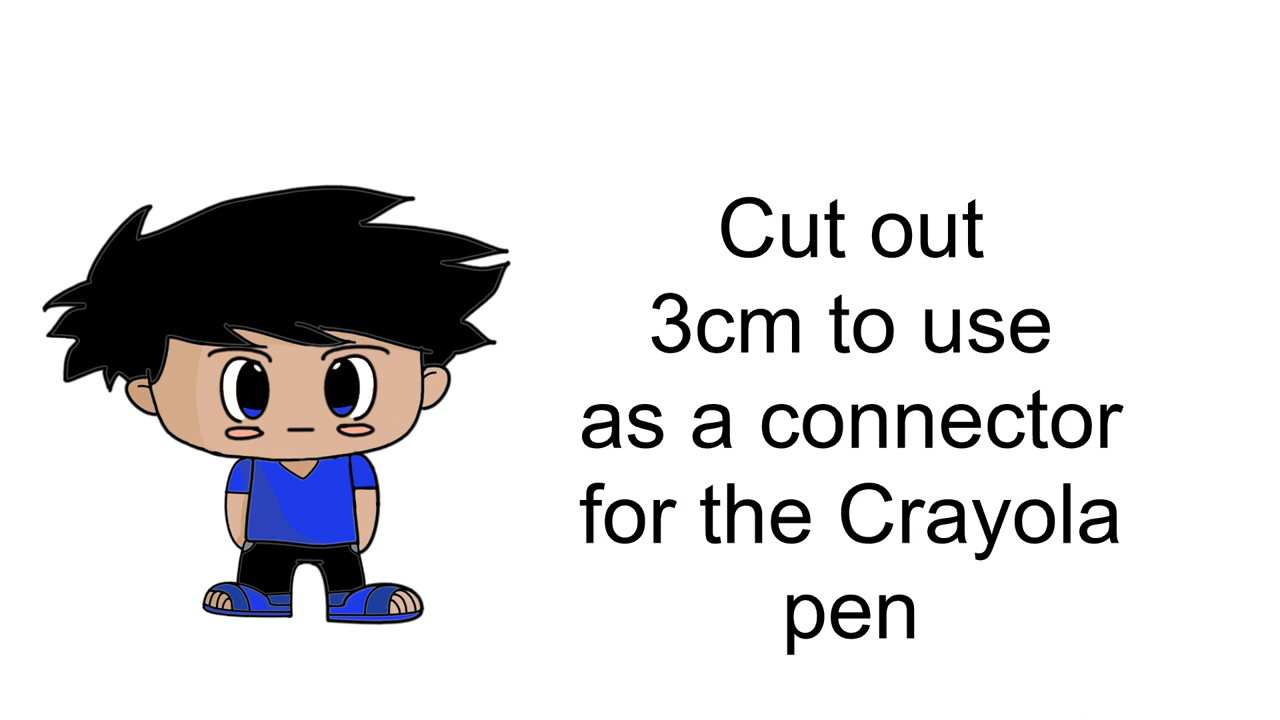 Cut out
3cm to use
as a connector
for the Crayola
pen